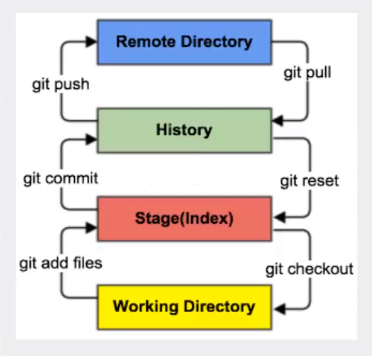 Remote Directory
git push
git pull
History
git commit
git reset
Stage(Index)
git add files
git checkout
Working Directory